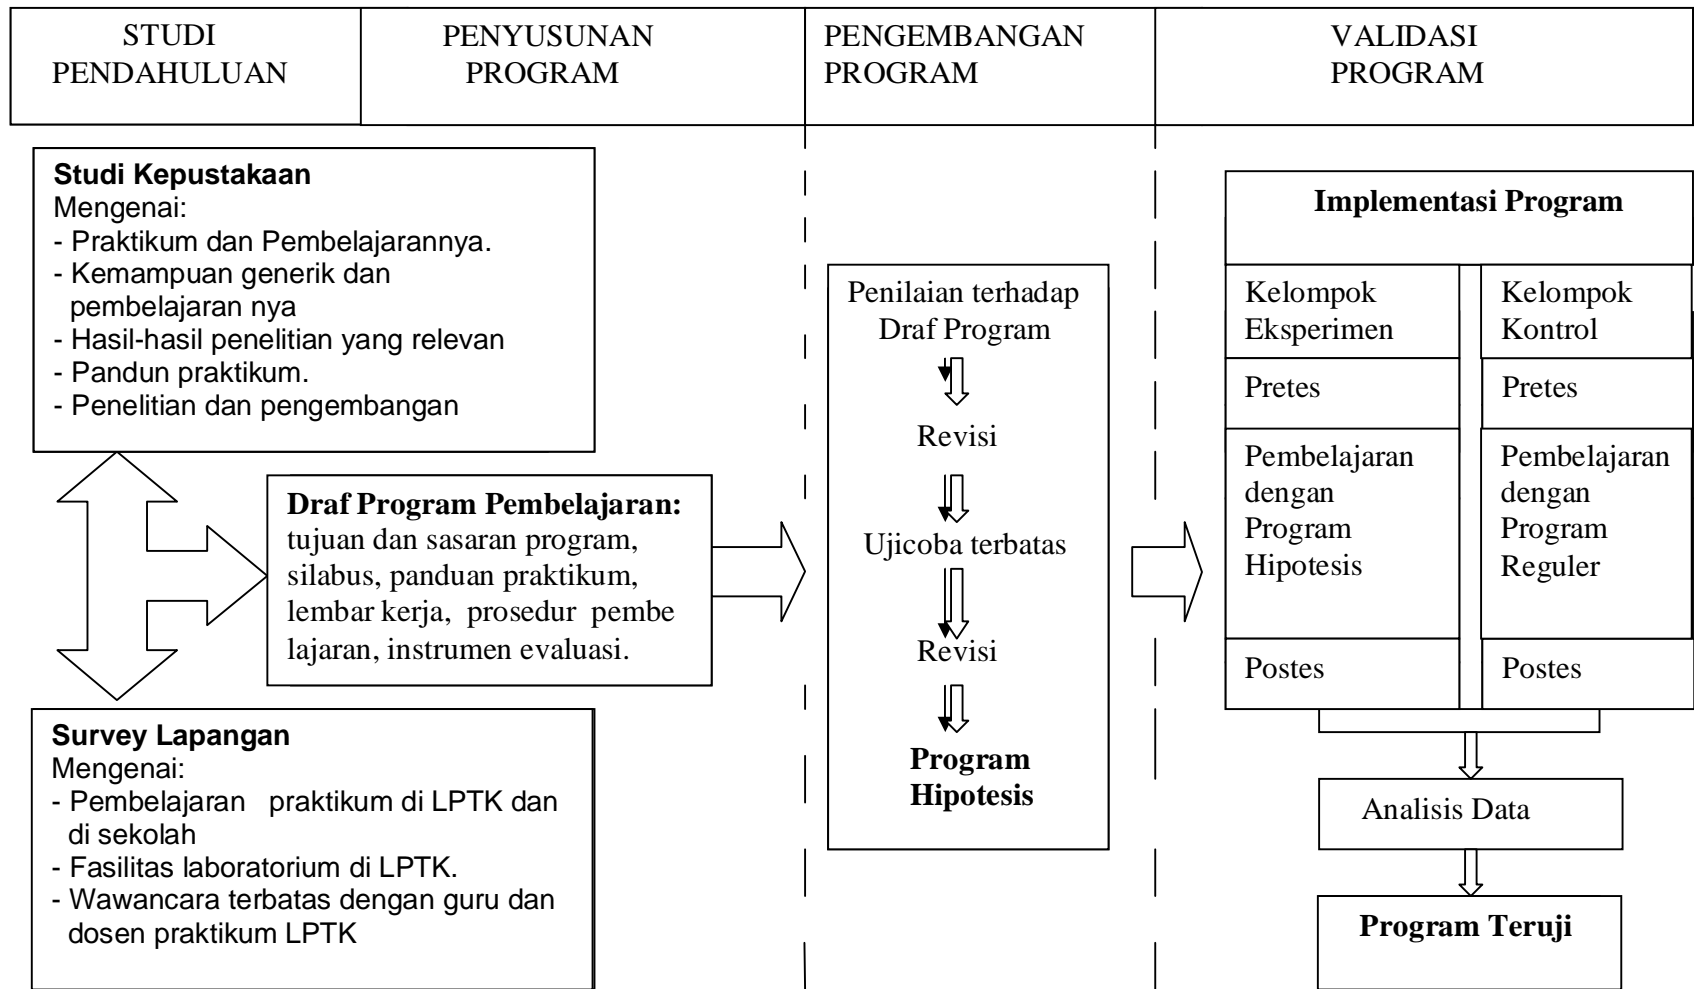 STUDI
PENDAHULUAN
PENYUSUNAN
PROGRAM
PENGEMBANGAN
PROGRAM
VALIDASI
PROGRAM
Studi Kepustakaan
Mengenai:
- Praktikum dan Pembelajarannya.
- Kemampuan generik dan
pembelajaran nya
- Hasil-hasil penelitian yang relevan
- Pandun praktikum.
- Penelitian dan pengembangan
Draf Program Pembelajaran:
tujuan dan sasaran program,
silabus, panduan praktikum,
lembar kerja, prosedur pembe
lajaran, instrumen evaluasi.
Survey Lapangan
Mengenai:
- Pembelajaran praktikum di LPTK dan
di sekolah
- Fasilitas laboratorium di LPTK.
- Wawancara terbatas dengan guru dan
dosen praktikum LPTK
Penilaian terhadap
Draf Program
Revisi
Ujicoba terbatas
Revisi
Program
Hipotesis
Implementasi Program
Kelompok
Eksperimen
Pretes
Pembelajaran
dengan
Program
Hipotesis
Postes
Kelompok
Kontrol
Pretes
Pembelajaran
dengan
Program
Reguler
Postes
Analisis Data
Program Teruji